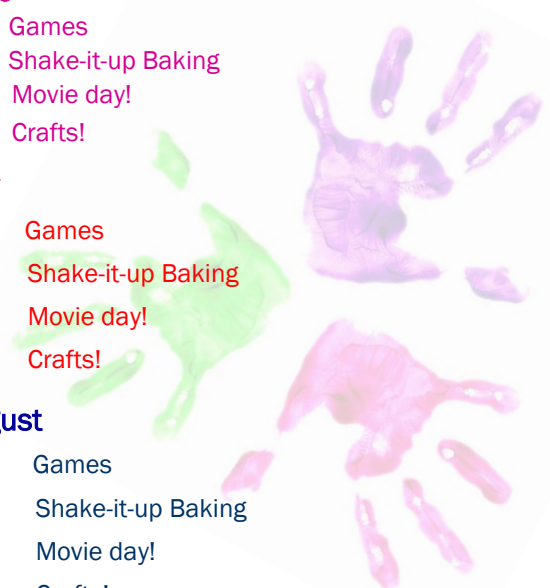 Games
Shake-it-up Baking
Movie day!
Crafts!
Games
Shake-it-up Baking
Movie day!
Crafts!
ust
Games
Shake-it-up Baking
Movie day!